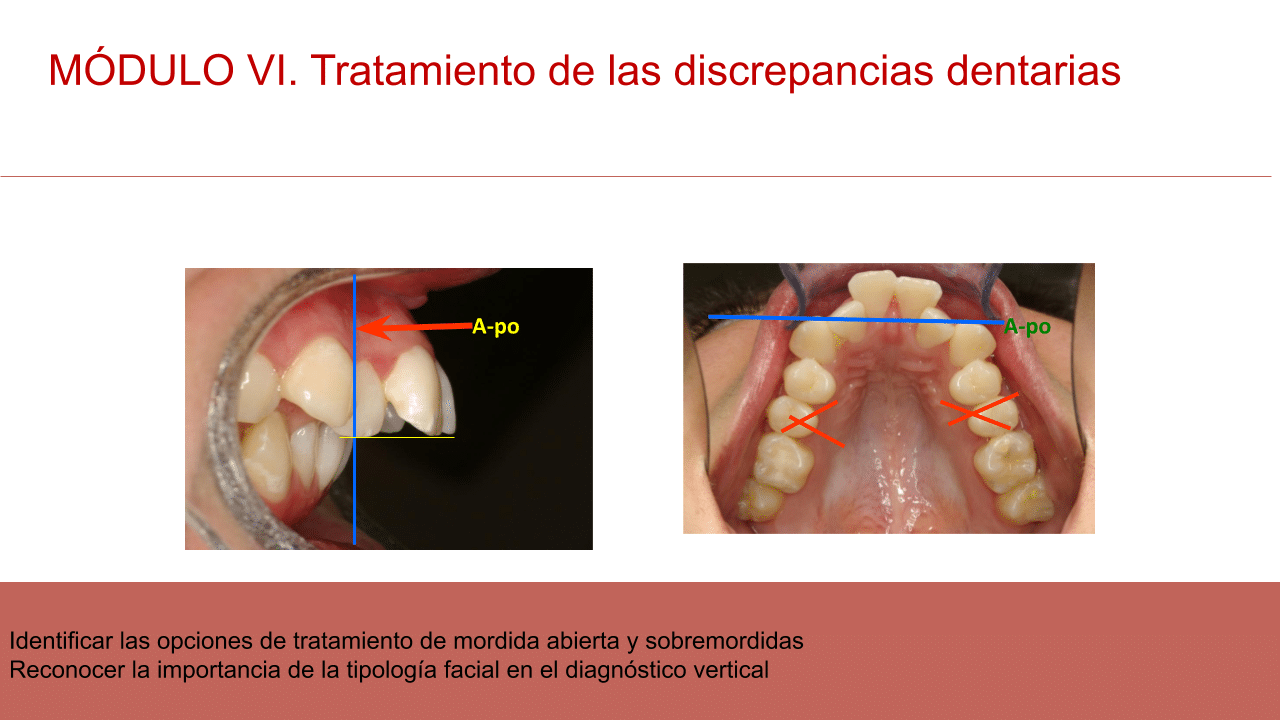 MÓDULO VI. Tratamiento de las discrepancias dentarias
A-po
A-po
Identificar las opciones de tratamiento de mordida abierta y sobremordidas
Reconocer la importancia de la tipología facial en el diagnóstico vertical